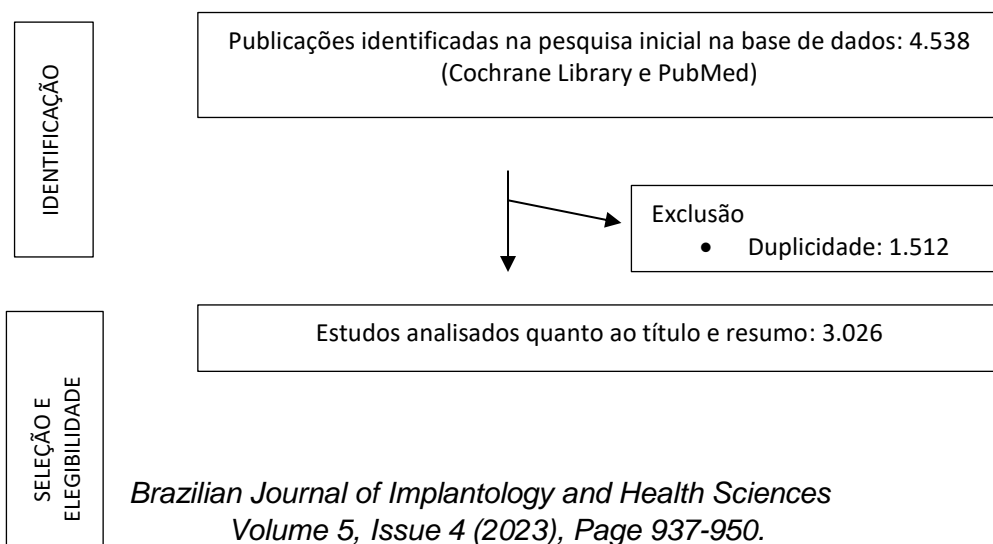 IDENTIFICAÇÃO
Publicações identificadas na pesquisa inicial na base de dados: 4.538
(Cochrane Library e PubMed)
Exclusão
• Duplicidade: 1.512
SELEÇÃO E
ELEGIBILIDADE
Estudos analisados quanto ao título e resumo: 3.026
Brazilian Journal of Implantology and Health Sciences
Volume 5, Issue 4 (2023), Page 937-950.